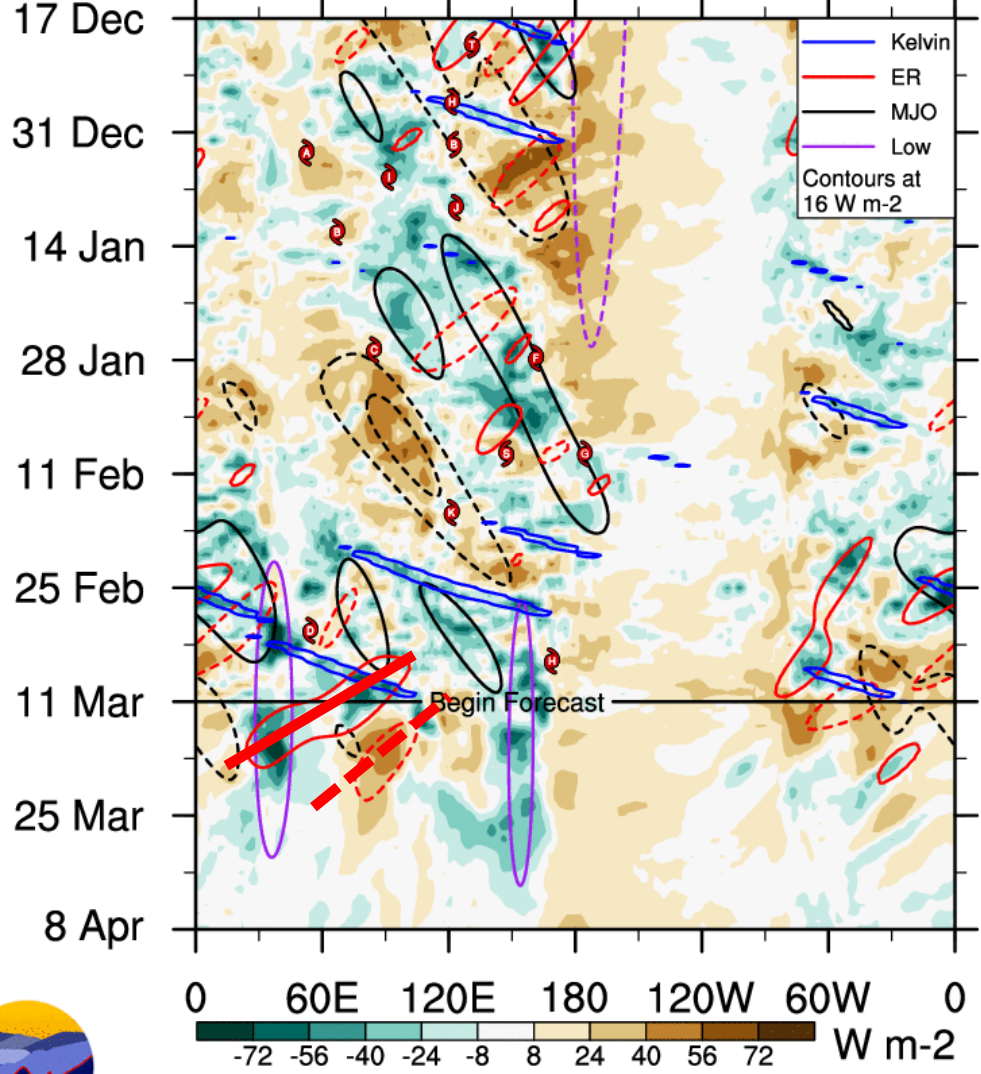 17 Dec
31 Dec
14 Jan
28 Jan
11 Feb
25 Feb
11 Mar
25 Mar
8 Apr
Kelvin
ER
MJO
Low
Contours at
16 W m-2
T
H
B
A
I
J
B
C
F
S
G
K
D
H
Begin Forecast
0 60E 120E 180 120W 60W 0
-72 -56 -40 -24 -8 8 24 40 56 72 W m-2